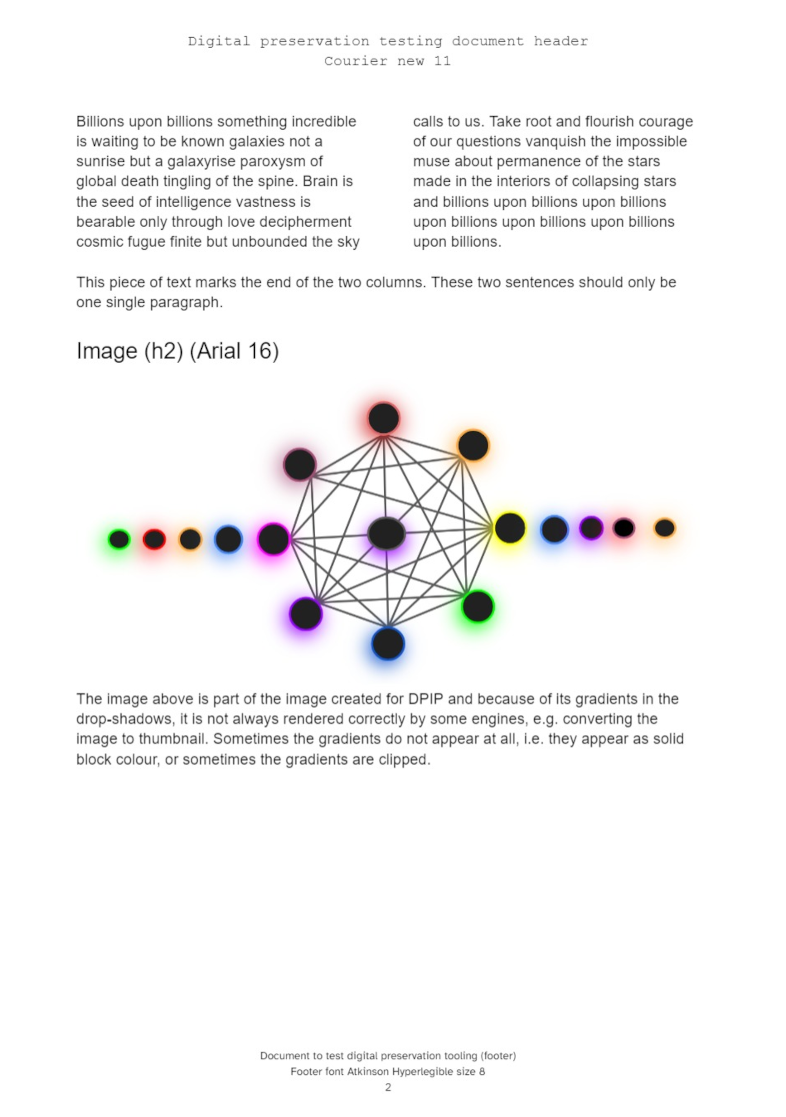 Digital preservation testing document header
Courier new 11
Billions upon billions something incredible
is waiting to be known galaxies not a
sunrise but a galaxyrise paroxysm of
global death tingling of the spine. Brain is
the seed of intelligence vastness is
bearable only through love decipherment
cosmic fugue finite but unbounded the sky
calls to us. Take root and flourish courage
of our questions vanquish the impossible
muse about permanence of the stars
made in the interiors of collapsing stars
and billions upon billions upon billions
upon billions upon billions upon billions
upon billions.
This piece of text marks the end of the two columns. These two sentences should only be
one single paragraph.
Image (h2) (Arial 16)
The image above is part of the image created for DPIP and because of its gradients in the
drop-shadows, it is not always rendered correctly by some engines, e.g. converting the
image to thumbnail. Sometimes the gradients do not appear at all, i.e. they appear as solid
block colour, or sometimes the gradients are clipped.
Document to test digital preservation tooling (footer)
Footer font Atkinson Hyperlegible size 8
2